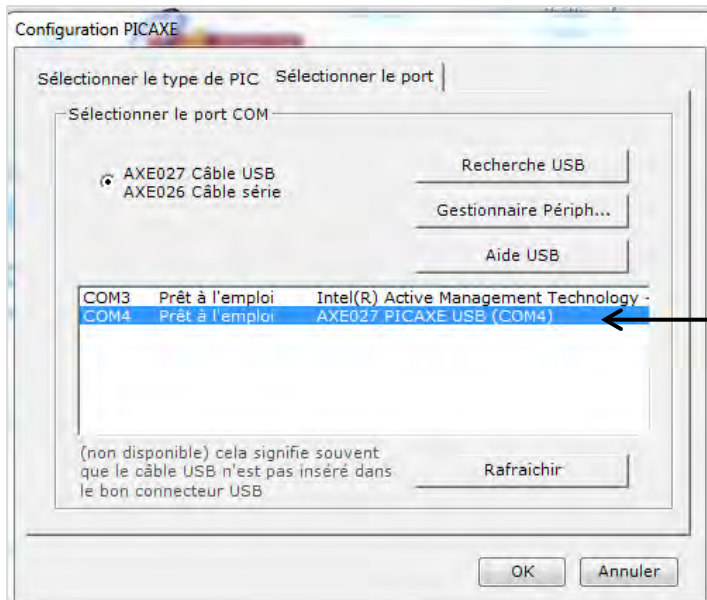 Configuration PICAXE
Sélectionner le type de PIC Sélectionner le port
Sélectionner le port COM
AXE027 Câble USB
AXE026 Câble série
Recherche USB
Gestionnaire Périph...
Aide USB
COM3 Prêt à l'emploi Intel(R) Active Management Technology -
COM4 Prêt à l'emploi AXE027 PICAXE USB (COM4)
(non disponible) cela signifie souvent
que le câble USB n'est pas inséré dans
le bon connecteur USB
Rafraichir
OK Annuler